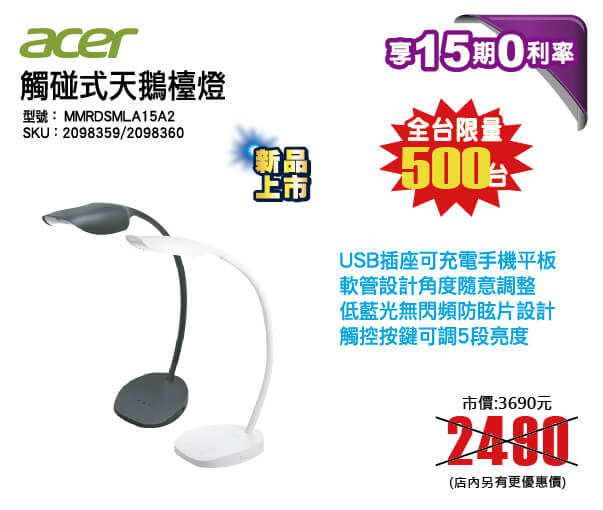 acer
享15期0利率
觸碰式天鵝檯燈
型號：MMRDSMLA15A2
SKU：2098359/2098360
全台限量
500台
新品
上市
USB插座可充電手機平板
軟管設計角度隨意調整
低藍光無閃頻防眩片設計
觸控按鍵可調5段亮度
市價:3690元
2490
(店內另有更優惠價)